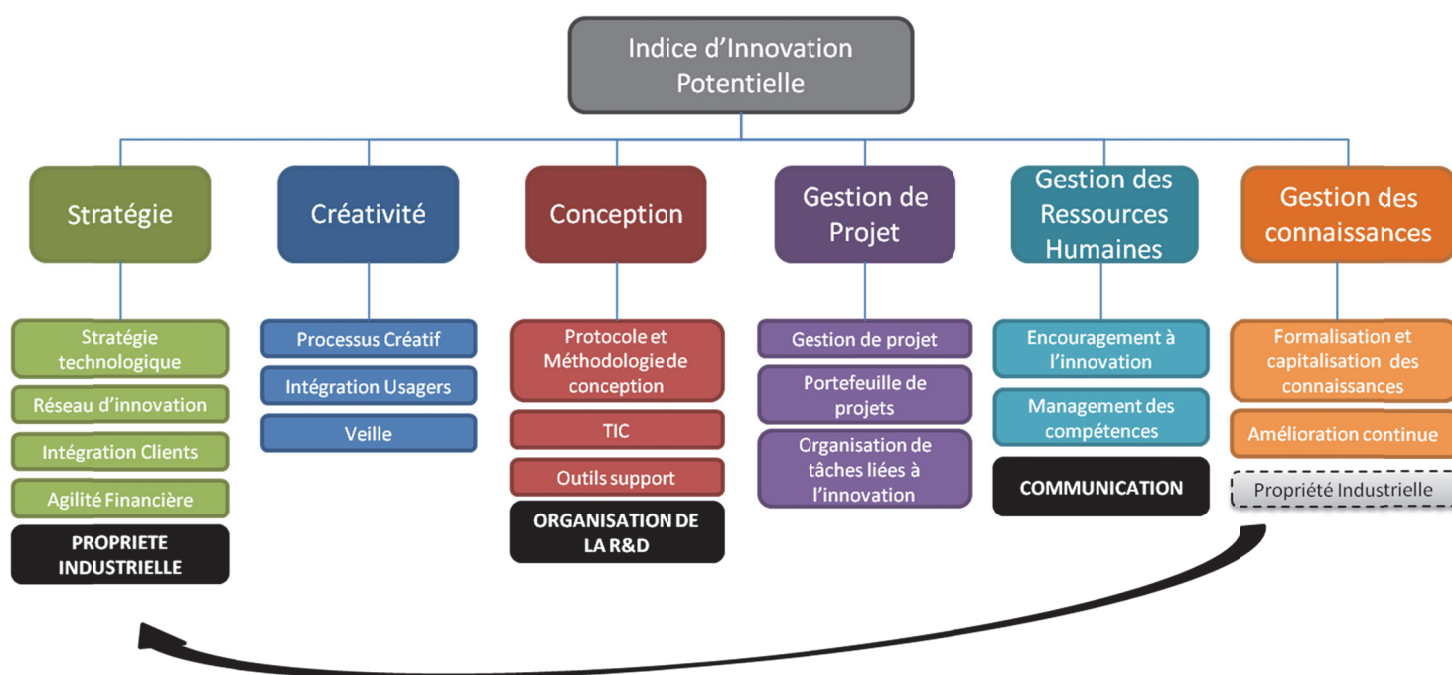 Indice d'Innovation
Potentielle
Stratégie
Créativité
Conception
Gestion de
Projet
Gestion des
Ressources
Humaines
Gestion des
connaissances
Stratégie
technologique
Réseau d'innovation
Intégration Clients
Agilité Financière
PROPRIETE
INDUSTRIELLE
Processus Créatif
Intégration Usagers
Veille
Protocole et
Méthodologie de
conception
TIC
Outils support
ORGANISATION DE
LA R&D
Gestion de projet
Portefeuille de
projets
Organisation de
tâches liées à
l'innovation
Encouragement à
l'innovation
Management des
compétences
COMMUNICATION
Formalisation et
capitalisation des
connaissances
Amélioration continue
Propriété Industrielle